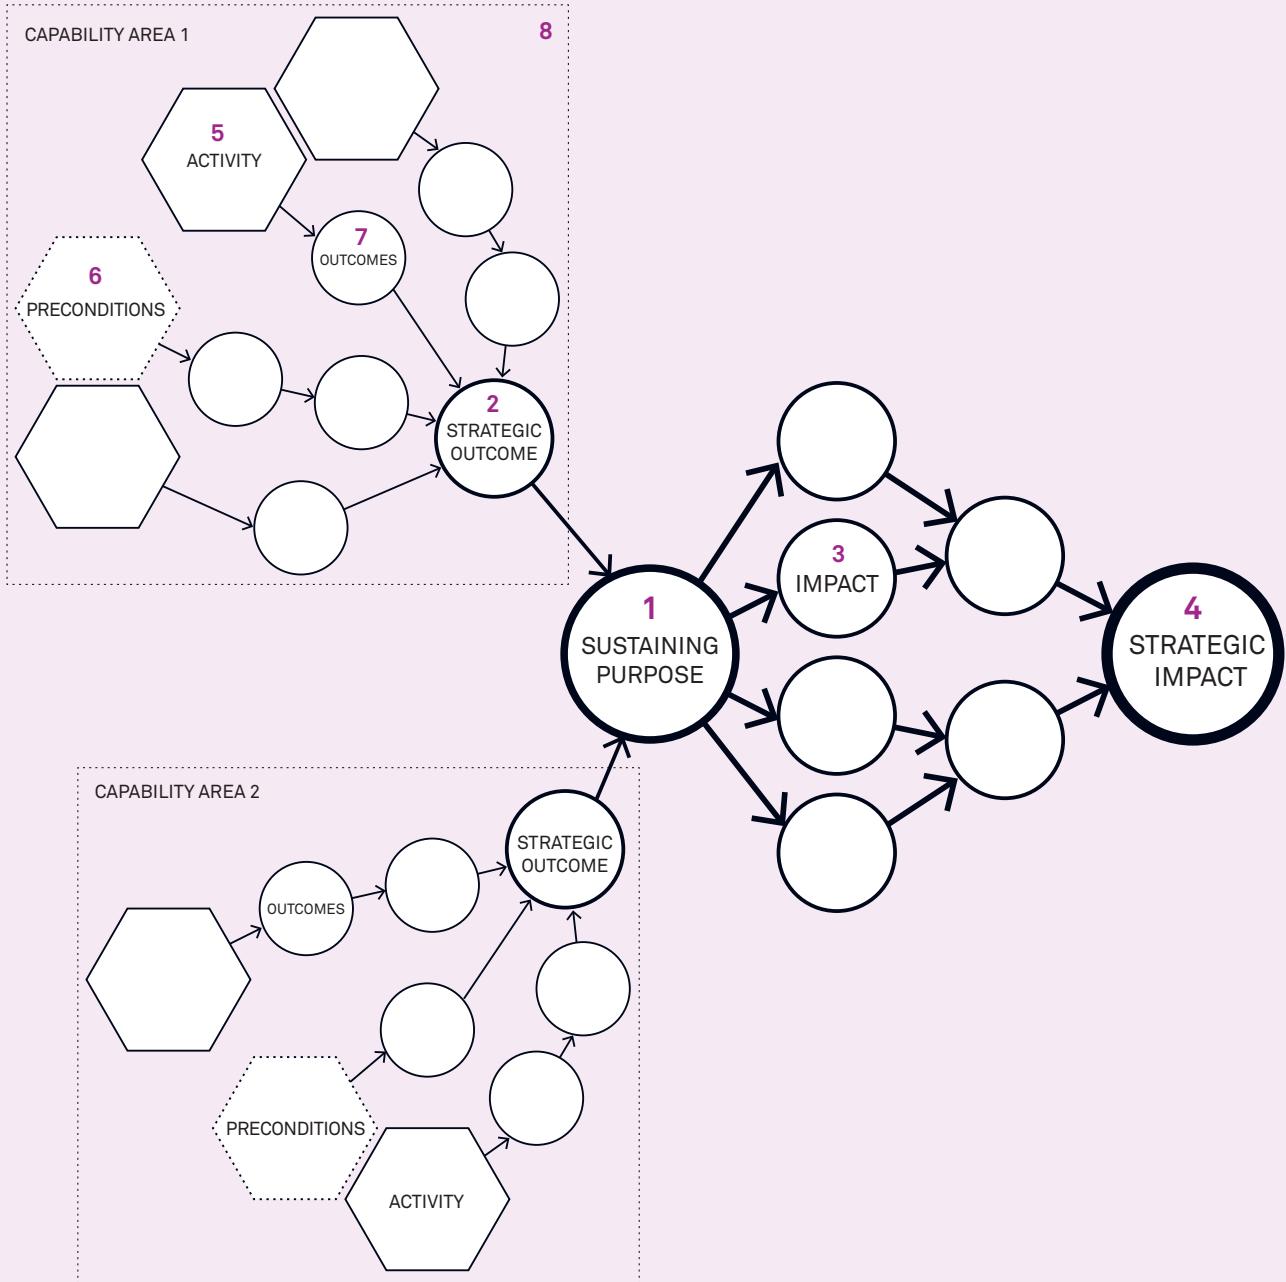 CAPABILITY AREA 1
8
5
ACTIVITY
7
OUTCOMES
6
PRECONDITIONS
2
STRATEGIC
OUTCOME
3
IMPACT
1
SUSTAINING
PURPOSE
4
STRATEGIC
IMPACT
CAPABILITY AREA 2
STRATEGIC
OUTCOME
OUTCOMES
PRECONDITIONS
ACTIVITY